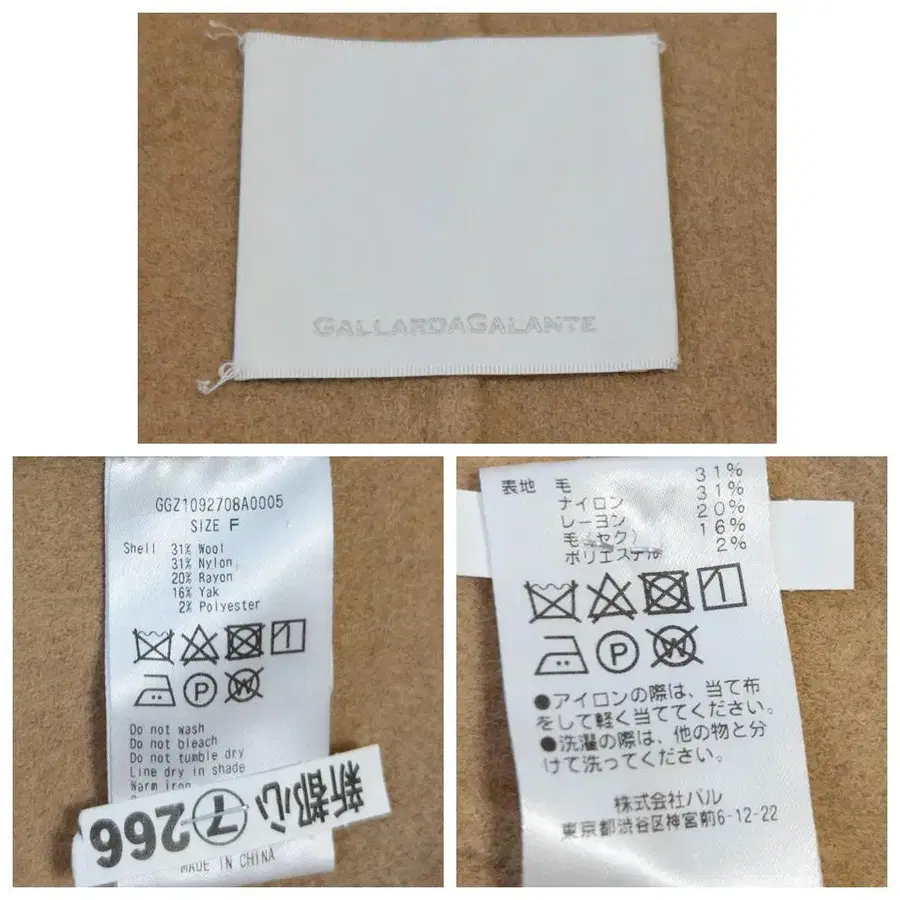 GALLARDAGALANTE
GGZ1092708A0005
SIZE F
Shell 31% Wool
31% Nylon
20% Rayon
16% Yak
2% Polyester
P W
Do not wash
Do not bleach
Do not tumble dry
Line dry in shade
Warm iron
新都心⑦266
MADE IN CHINA
表地 毛 31%
ナイロン 31%
レーヨン 20%
毛(ヤク) 16%
ポリエステル 2%
P W
●アイロンの際は、当て布
をして軽く当ててください。
●洗濯の際は、他の物と分
けて洗ってください。
株式会社パル
東京都渋谷区神宮前6-12-22